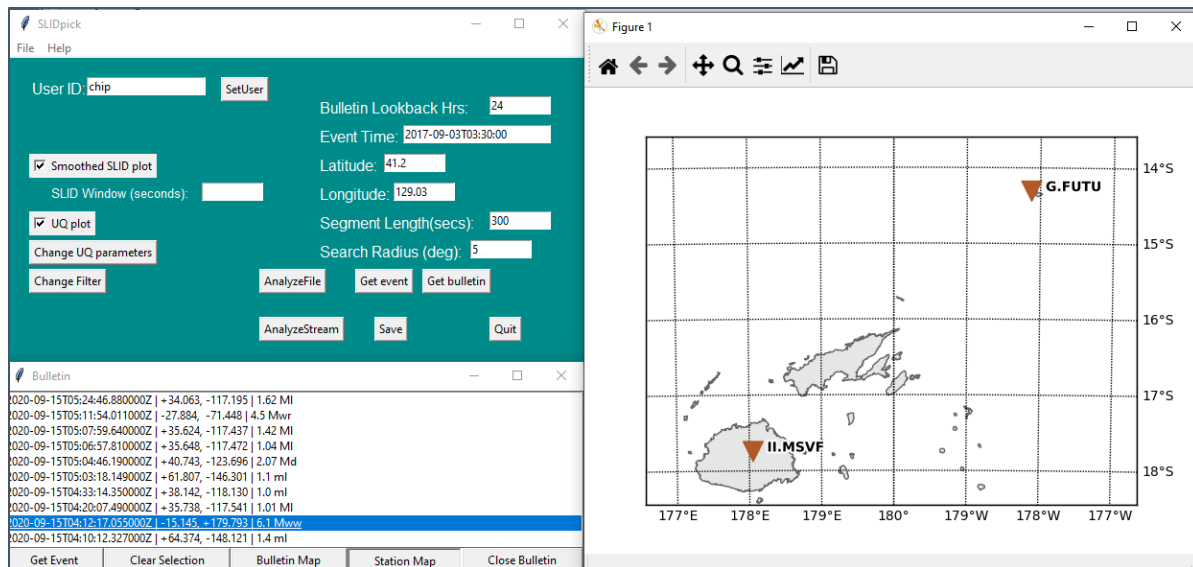 SLIDpick
File Help
User ID: chip SetUser
Bulletin Lookback Hrs: 24
Event Time: 2017-09-03T03:30:00
Smoothed SLID plot Latitude: 41.2
SLID Window (seconds): Longitude: 129.03
UQ plot Segment Length(secs): 300
Change UQ parameters Search Radius (deg): 5
Change Filter AnalyzeFile Get event Get bulletin
AnalyzeStream Save Quit
Bulletin
2020-09-15T05:24:46.880000Z | +34.063, -117.195 | 1.62 Ml
2020-09-15T05:11:54.011000Z | -27.884, -71.448 | 4.5 Mwr
2020-09-15T05:07:59.640000Z | +35.624, -117.437 | 1.42 Ml
2020-09-15T05:06:57.810000Z | +35.648, -117.472 | 1.04 Ml
2020-09-15T05:04:46.190000Z | +40.743, -123.696 | 2.07 Md
2020-09-15T05:03:18.149000Z | +61.807, -146.301 | 1.1 ml
2020-09-15T04:33:14.350000Z | +38.142, -118.130 | 1.0 ml
2020-09-15T04:20:07.490000Z | +35.738, -117.541 | 1.01 Ml
2020-09-15T04:12:17.055000Z | -15.145, +179.793 | 6.1 Mww
2020-09-15T04:10:12.327000Z | +64.374, -148.121 | 1.4 ml
Get Event Clear Selection Bulletin Map Station Map Close Bulletin
Figure 1
14°S
G.FUTU
15°S
16°S
17°S
II.MSVF
18°S
177°E 178°E 179°E 180° 179°W 178°W 177°W